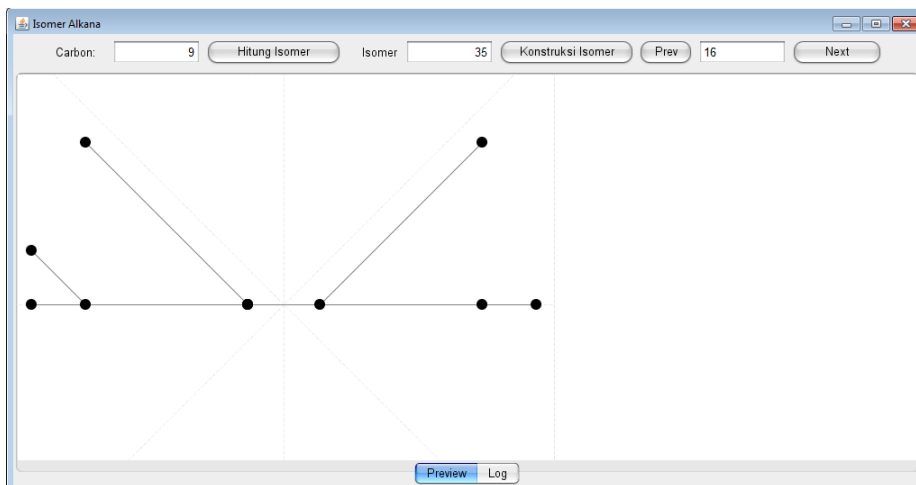 Isomer Alkana
Carbon: 9 Hitung Isomer Isomer 35 Konstruksi Isomer Prev 16 Next
Preview Log